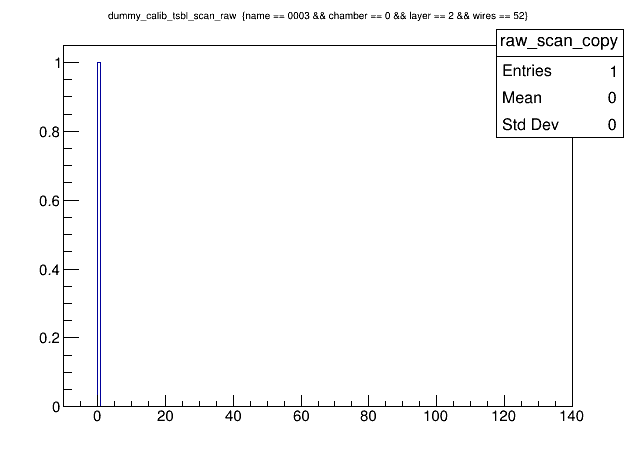 dummy_calib_tsbl_scan_raw {name == 0003 && chamber == 0 && layer == 2 && wires == 52}
raw_scan_copy
Entries 1
Mean 0
Std Dev 0
1
0.8
0.6
0.4
0.2
0
0 20 40 60 80 100 120 140